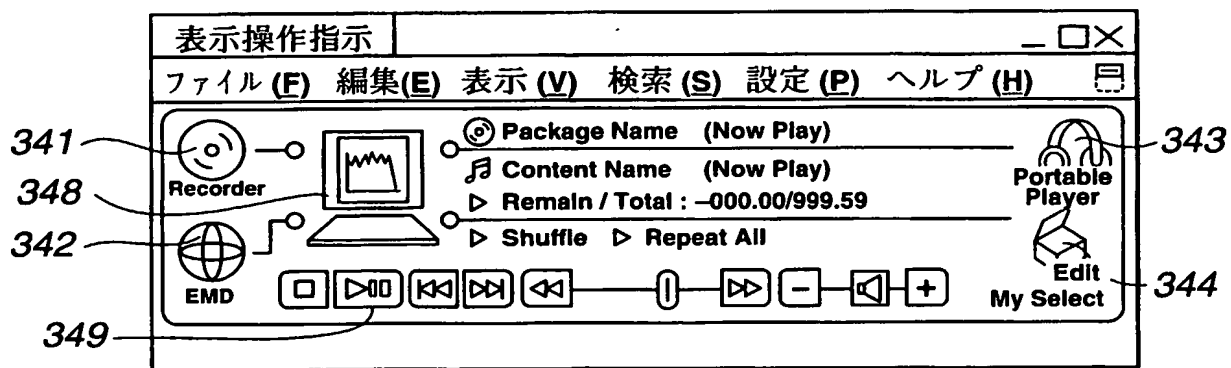 表示操作指示
ファイル (F) 編集(E) 表示 (V) 検索 (S) 設定 (P) ヘルプ (H)
341
348
342
349
Recorder
EMD
Package Name (Now Play)
Content Name (Now Play)
Remain / Total : –000.00/999.59
Shuffle Repeat All
Portable
Player
Edit
My Select
343
344